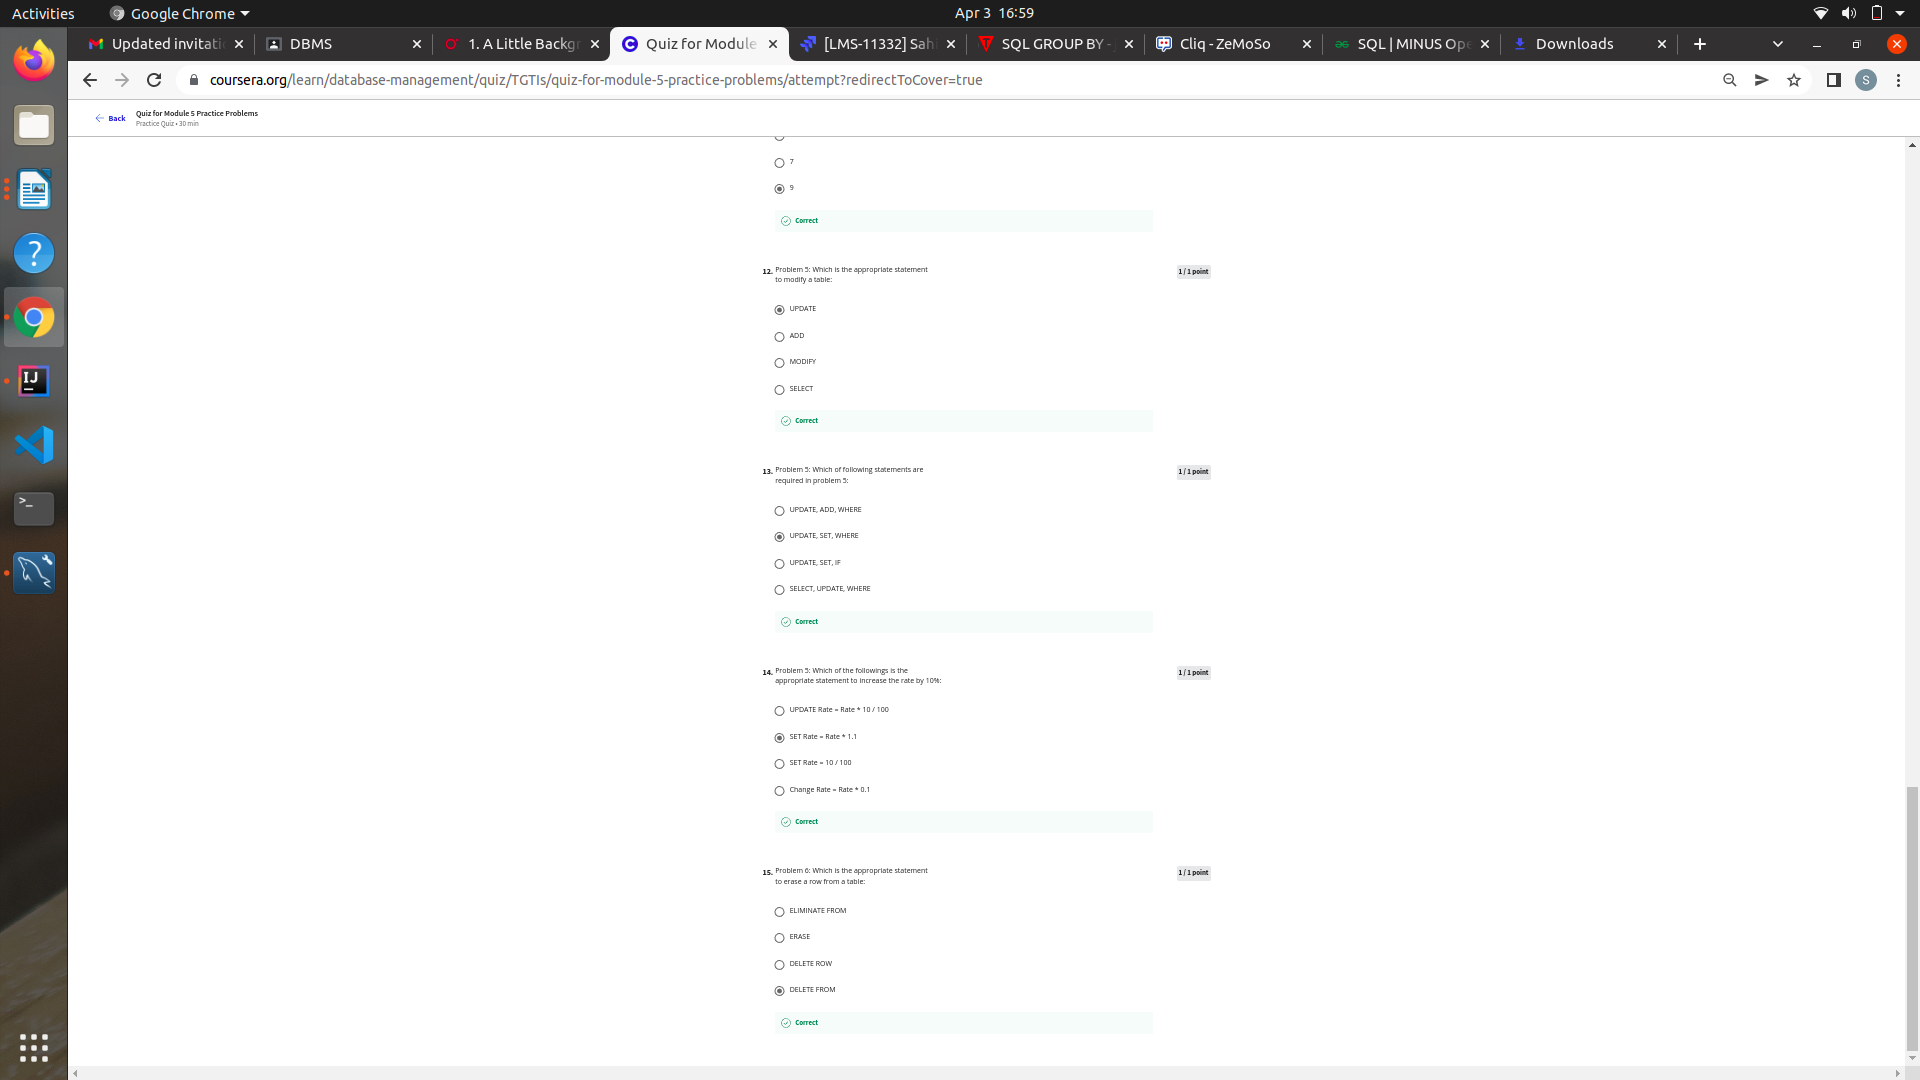 Activities
Google Chrome
Apr 3 16:59
Updated invitati
DBMS
1. A Little Backgr
Quiz for Module
[LMS-11332] Sah
SQL GROUP BY -
Cliq - ZeMoSo
SQL | MINUS Ope
Downloads
coursera.org/learn/database-management/quiz/TGTIs/quiz-for-module-5-practice-problems/attempt?redirectToCover=true
S
Back
Quiz for Module 5 Practice Problems
Practice Quiz • 30 min
7
9
Correct
12. Problem 5: Which is the appropriate statement
to modify a table:
1 / 1 point
UPDATE
ADD
MODIFY
SELECT
Correct
13. Problem 5: Which of following statements are
required in problem 5:
1 / 1 point
UPDATE, ADD, WHERE
UPDATE, SET, WHERE
UPDATE, SET, IF
SELECT, UPDATE, WHERE
Correct
14. Problem 5: Which of the followings is the
appropriate statement to increase the rate by 10%:
1 / 1 point
UPDATE Rate = Rate * 10 / 100
SET Rate = Rate * 1.1
SET Rate = 10 / 100
Change Rate = Rate * 0.1
Correct
15. Problem 6: Which is the appropriate statement
to erase a row from a table:
1 / 1 point
ELIMINATE FROM
ERASE
DELETE ROW
DELETE FROM
Correct